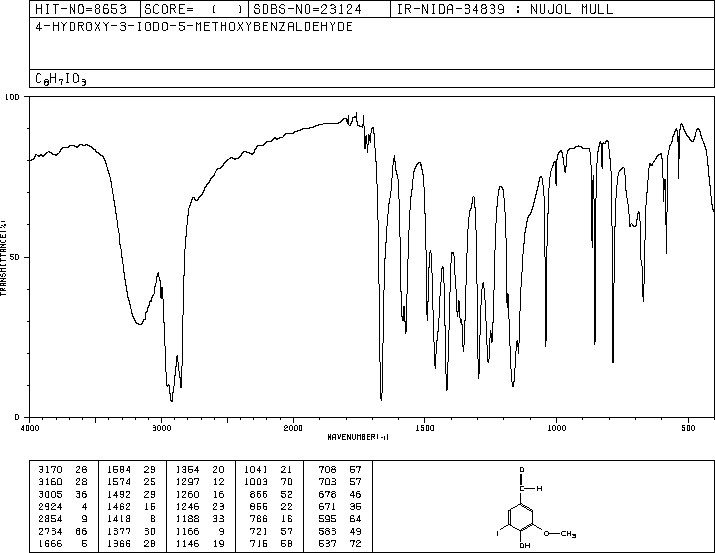 HIT-NO=8653 SCORE= ( ) SDBS-NO=23124 IR-NIDA-34839 : NUJOL MULL
4-HYDROXY-3-IODO-5-METHOXYBENZALDEHYDE
C8H7IO3
100
50
0
TRANSMITTANCE(%)
4000 3000 2000 1500 1000 500
WAVENUMBER(-1)
3170 28 1584 29 1354 20 1041 21 708 57
3160 28 1574 25 1297 12 1003 70 703 57
3005 36 1492 29 1260 16 866 52 678 46
2924 4 1462 15 1246 23 855 22 671 35
2854 9 1418 8 1188 33 786 16 595 64
2734 66 1377 30 1166 9 721 57 583 49
1666 5 1366 28 1146 19 716 58 537 72
O
C—H
I
O—CH3
OH